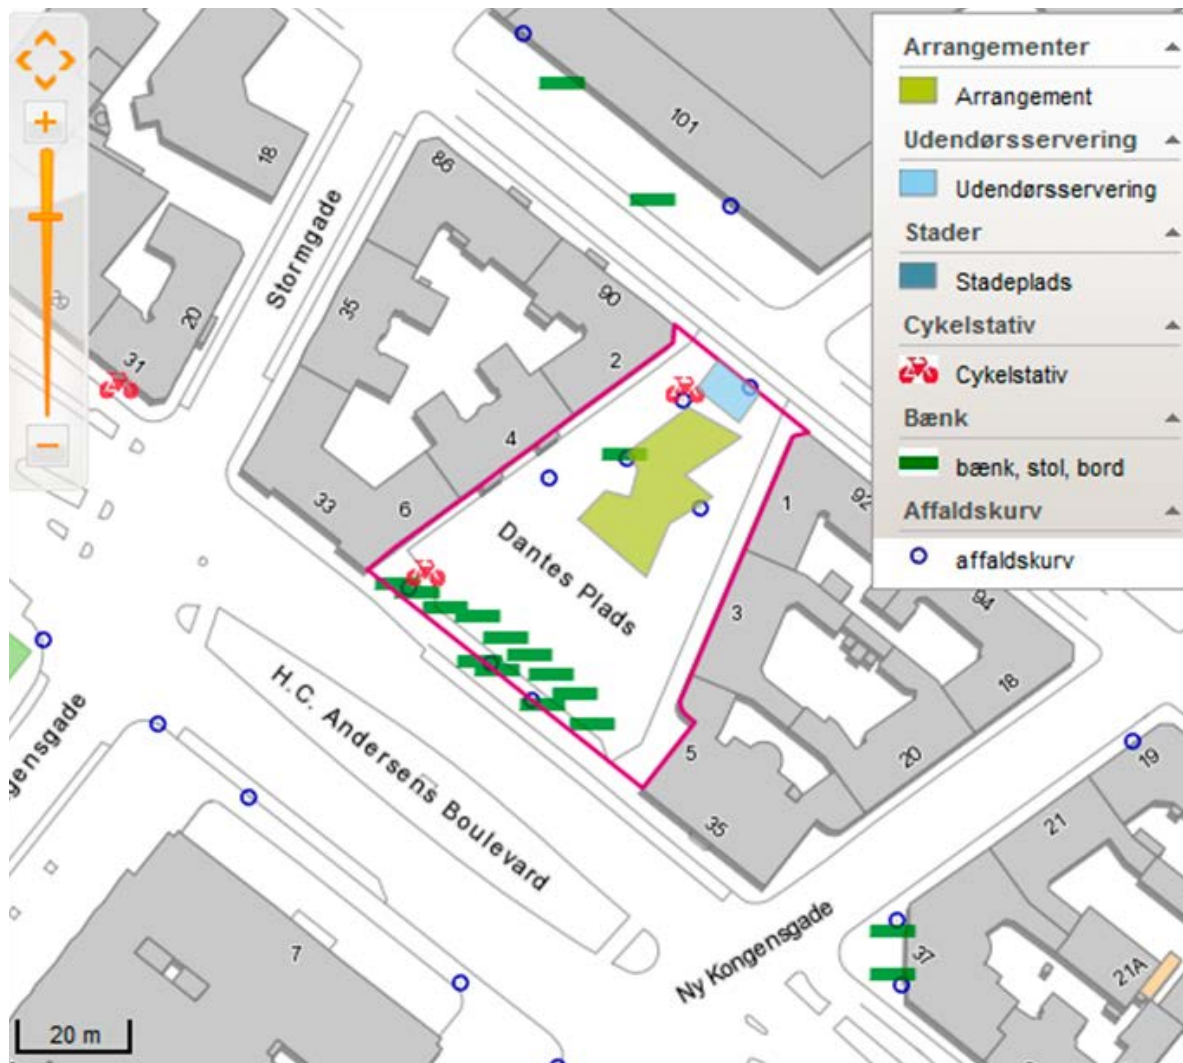 Arrangementer
Arrangement
Udendørsservering
Udendørsservering
Stader
Stadeplads
Cykelstativ
Cykelstativ
Bænk
bænk, stol, bord
Affaldskurv
affaldskurv
101
18
86
Stormgade
35
90
20
31
2
4
33
6
1
92
Dantes Plads
3
94
18
H.C. Andersens Boulevard
gensgade
5
20
35
19
21
7
Ny Kongensgade
37
21A
20 m